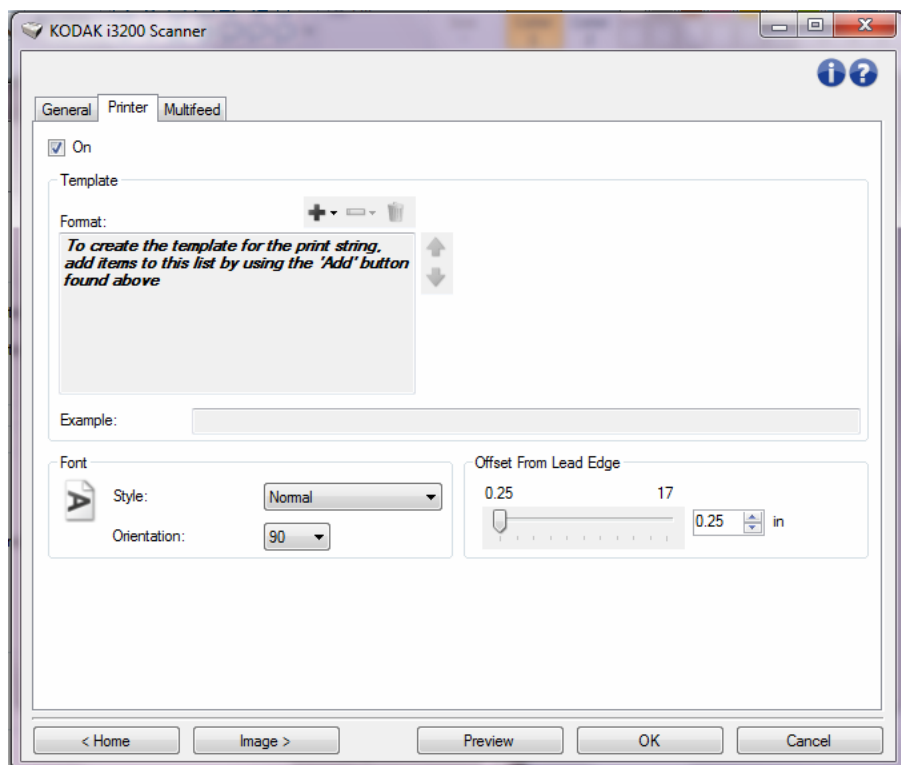 KODAK i3200 Scanner
General Printer Multifeed
On
Template
Format:
To create the template for the print string,
add items to this list by using the 'Add' button
found above
Example:
Font
Style: Normal
Orientation: 90
Offset From Lead Edge
0.25 17
0.25 in
< Home Image > Preview OK Cancel